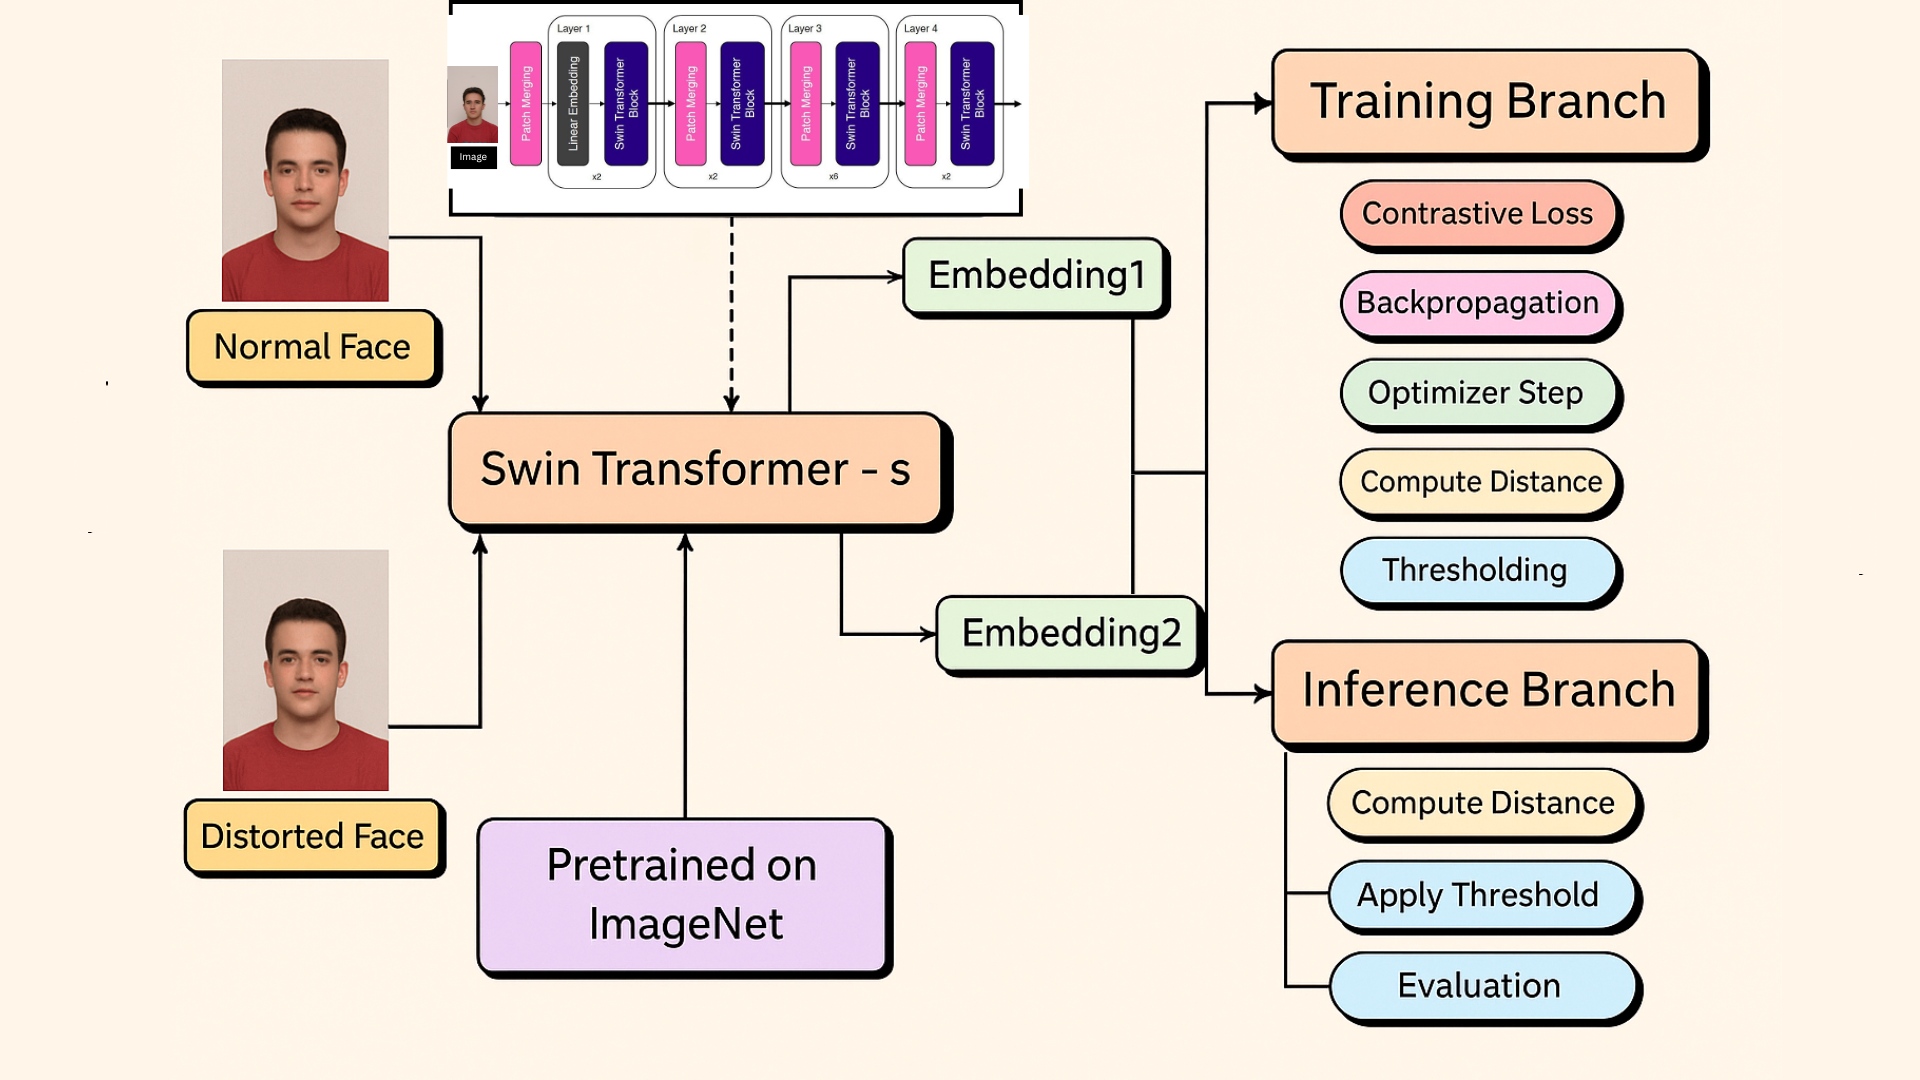 Layer 1
Layer 2
Layer 3
Layer 4
Image
Patch Merging
Linear Embedding
Swin Transformer
Block
Patch Merging
Swin Transformer
Block
Patch Merging
Swin Transformer
Block
Patch Merging
Swin Transformer
Block
x2
x2
x6
x2
Normal Face
Distorted Face
Swin Transformer - s
Pretrained on
ImageNet
Embedding1
Embedding2
Training Branch
Contrastive Loss
Backpropagation
Optimizer Step
Compute Distance
Thresholding
Inference Branch
Compute Distance
Apply Threshold
Evaluation